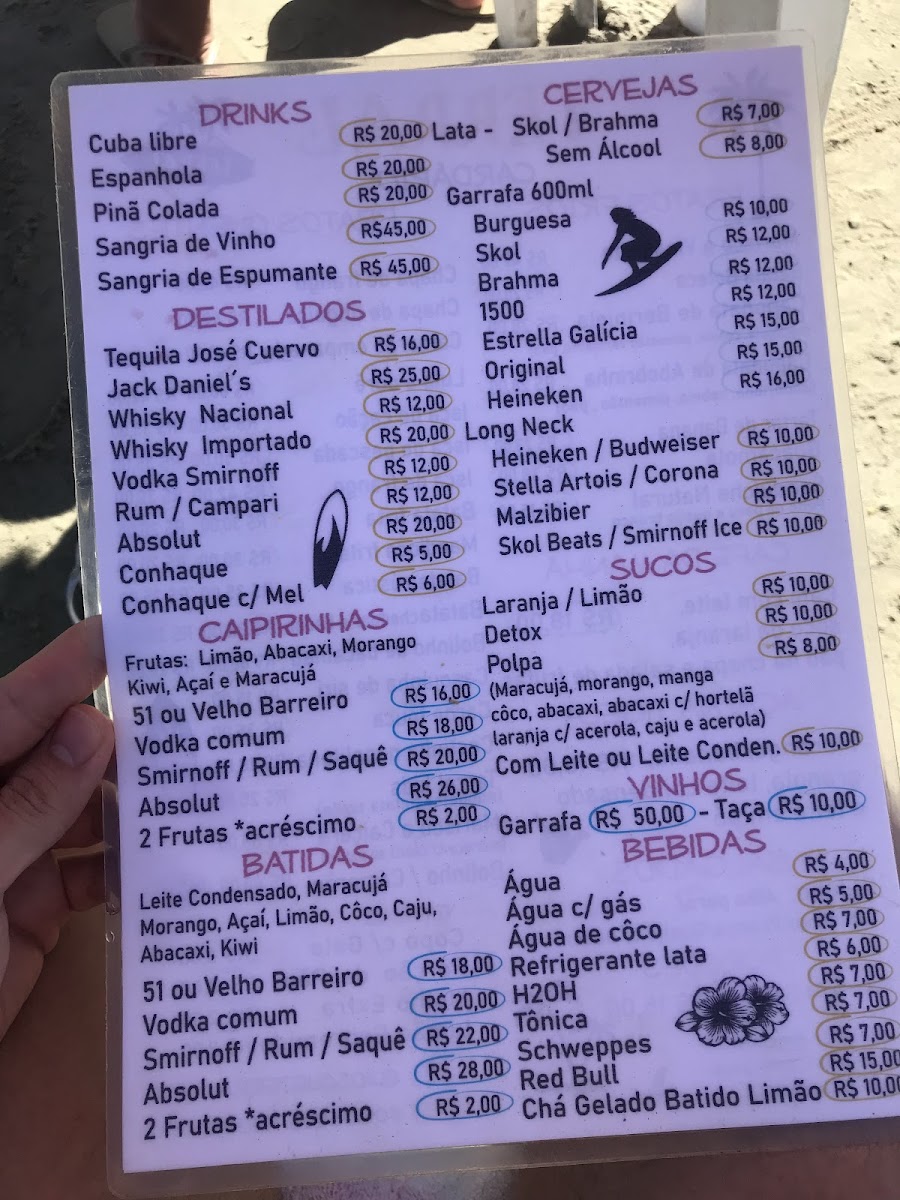 DRINKS
Cuba libre R$ 20,00
Espanhola R$ 20,00
Pinã Colada R$ 20,00
Sangria de Vinho R$45,00
Sangria de Espumante R$ 45,00
DESTILADOS
Tequila José Cuervo R$ 16,00
Jack Daniel´s R$ 25,00
Whisky Nacional R$ 12,00
Whisky Importado R$ 20,00
Vodka Smirnoff R$ 12,00
Rum / Campari R$ 12,00
Absolut R$ 20,00
Conhaque R$ 5,00
Conhaque c/ Mel R$ 6,00
CAIPIRINHAS
Frutas: Limão, Abacaxi, Morango
Kiwi, Açaí e Maracujá
51 ou Velho Barreiro R$ 16,00
Vodka comum R$ 18,00
Smirnoff / Rum / Saquê R$ 20,00
Absolut R$ 26,00
2 Frutas *acréscimo R$ 2,00
BATIDAS
Leite Condensado, Maracujá
Morango, Açaí, Limão, Côco, Caju,
Abacaxi, Kiwi
51 ou Velho Barreiro R$ 18,00
Vodka comum R$ 20,00
Smirnoff / Rum / Saquê R$ 22,00
Absolut R$ 28,00
2 Frutas *acréscimo R$ 2,00
CERVEJAS
Lata - Skol / Brahma R$ 7,00
Sem Álcool R$ 8,00
Garrafa 600ml
Burguesa R$ 10,00
Skol R$ 12,00
Brahma R$ 12,00
1500 R$ 12,00
Estrella Galícia R$ 15,00
Original R$ 15,00
Heineken R$ 16,00
Long Neck
Heineken / Budweiser R$ 10,00
Stella Artois / Corona R$ 10,00
Malzibier R$ 10,00
Skol Beats / Smirnoff Ice R$ 10,00
SUCOS
Laranja / Limão R$ 10,00
Detox R$ 10,00
Polpa R$ 8,00
(Maracujá, morango, manga
côco, abacaxi, abacaxi c/ hortelã
laranja c/ acerola, caju e acerola)
Com Leite ou Leite Conden. R$ 10,00
VINHOS
Garrafa R$ 50,00 - Taça R$ 10,00
BEBIDAS
Água R$ 4,00
Água c/ gás R$ 5,00
Água de côco R$ 7,00
Refrigerante lata R$ 6,00
H2OH R$ 7,00
Tônica R$ 7,00
Schweppes R$ 7,00
Red Bull R$ 15,00
Chá Gelado Batido Limão R$ 10,00